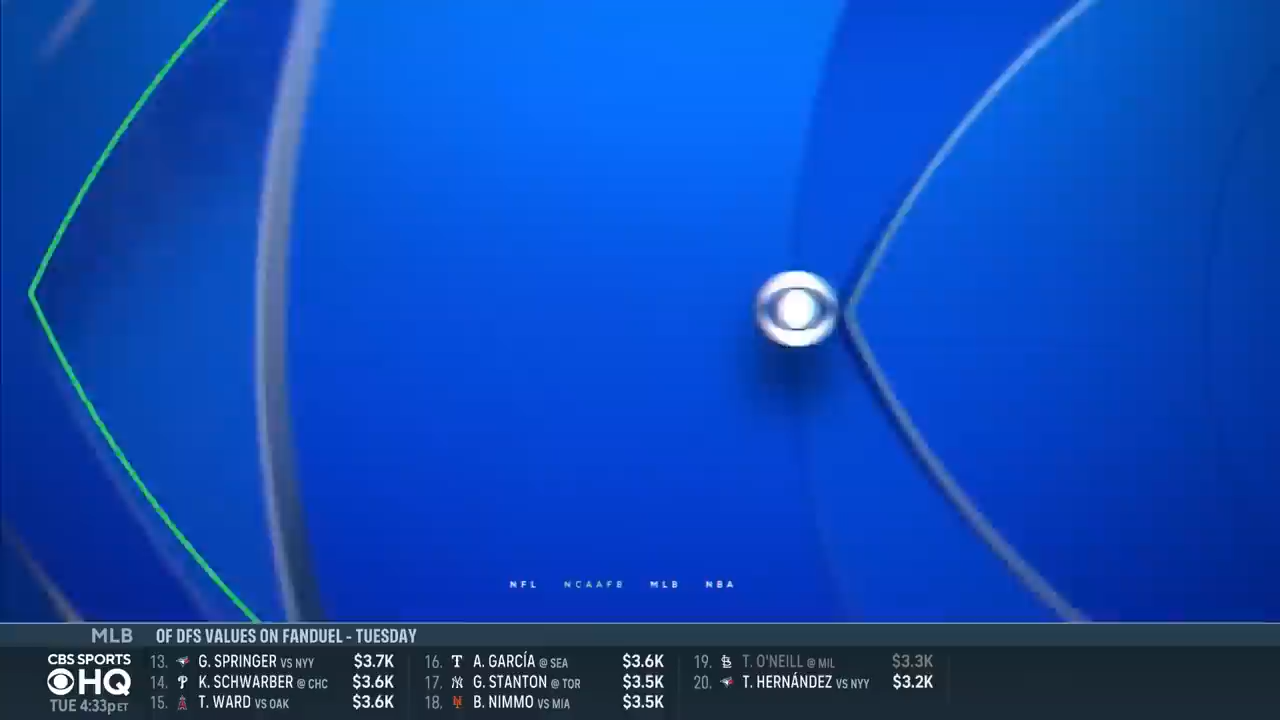 NFL NCAAFB MLB NBA
MLB OF DFS VALUES ON FANDUEL - TUESDAY
CBS SPORTS
HQ
TUE 4:33p ET
13. G. SPRINGER VS NYY $3.7K
14. K. SCHWARBER @ CHC $3.6K
15. T. WARD VS OAK $3.6K
16. A. GARCÍA @ SEA $3.6K
17. G. STANTON @ TOR $3.5K
18. B. NIMMO VS MIA $3.5K
19. T. O'NEILL @ MIL $3.3K
20. T. HERNÁNDEZ VS NYY $3.2K